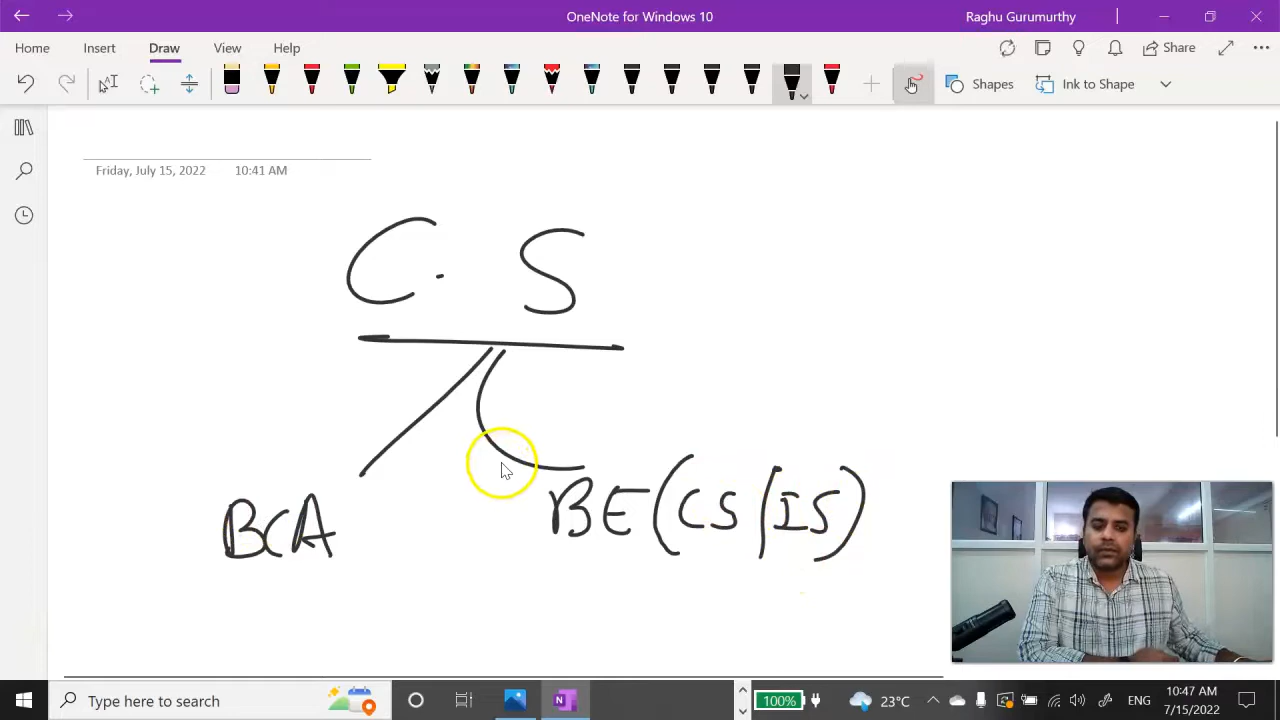 OneNote for Windows 10
Raghu Gurumurthy
Home Insert Draw View Help
Share
Shapes
Ink to Shape
Friday, July 15, 2022 10:41 AM
C. S
BCA
BE(CS|IS)
Type here to search
N
100%
23°C
ENG
10:47 AM
7/15/2022